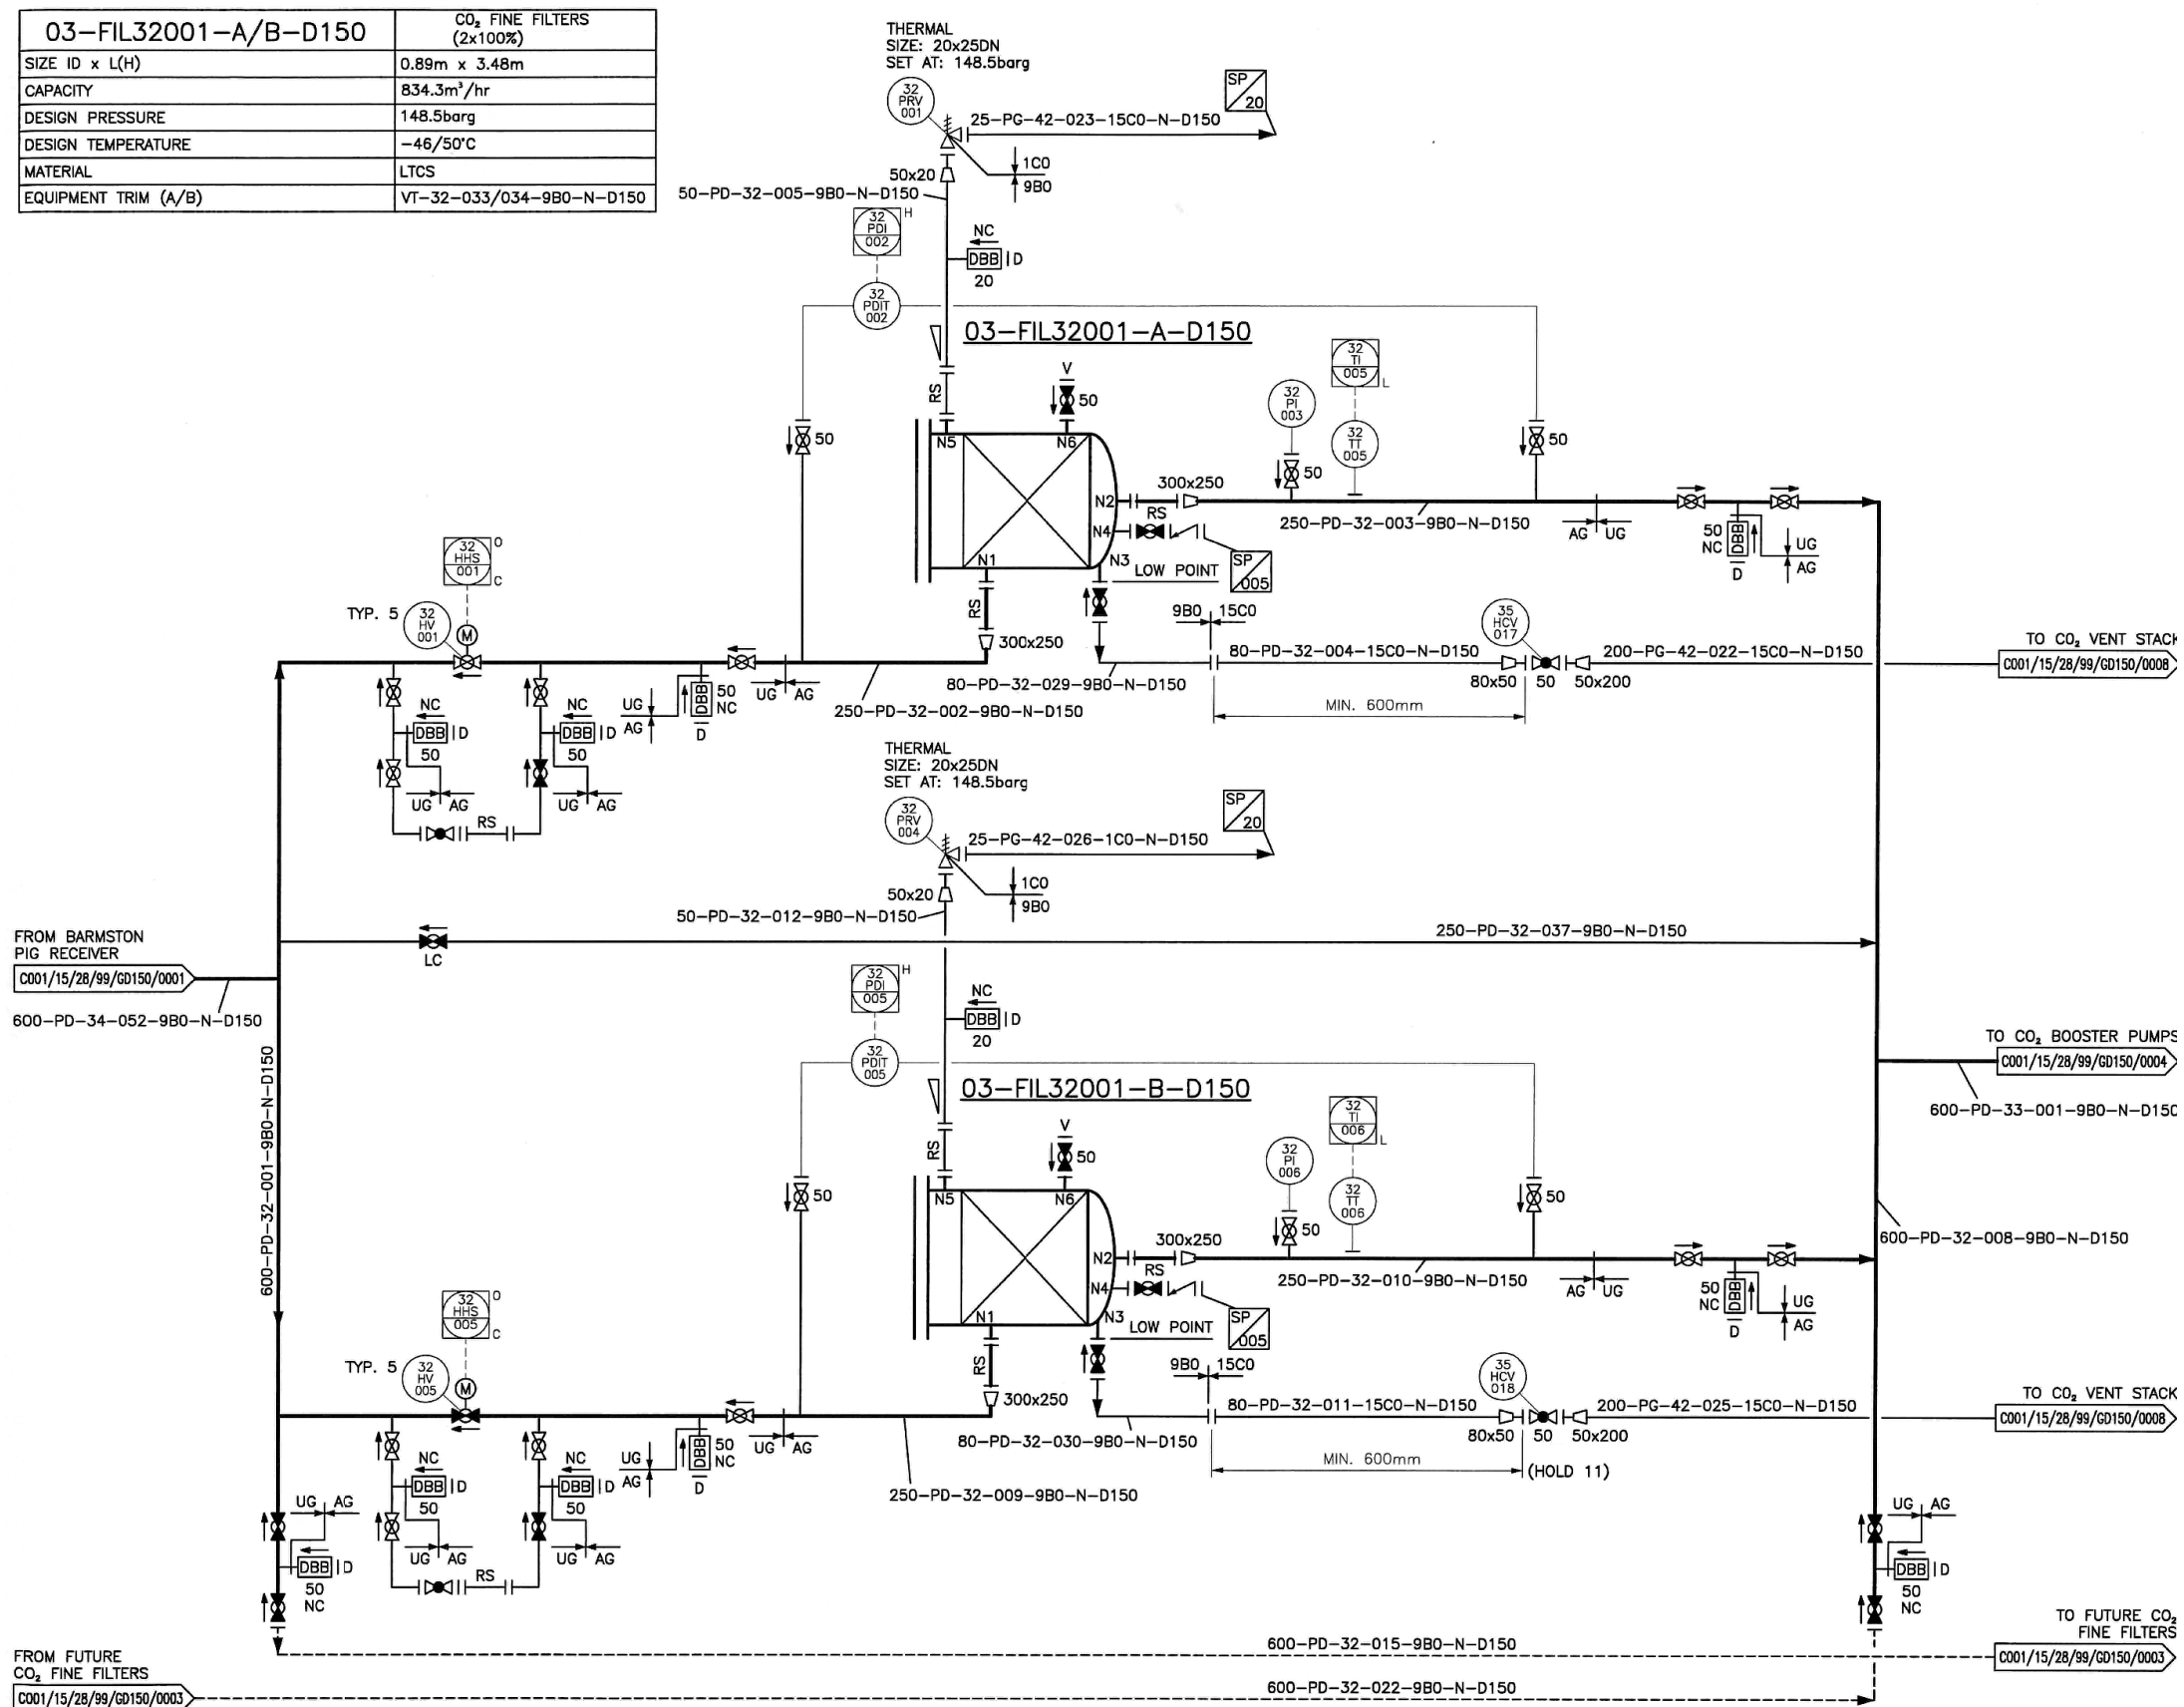 03-FIL32001-A/B-D150
CO₂ FINE FILTERS
(2x100%)
SIZE ID x L(H)
0.89m x 3.48m
CAPACITY
834.3m³/hr
DESIGN PRESSURE
148.5barg
DESIGN TEMPERATURE
-46/50°C
MATERIAL
LTCS
EQUIPMENT TRIM (A/B)
VT-32-033/034-9B0-N-D150
THERMAL
SIZE: 20x25DN
SET AT: 148.5barg
32
PRV
001
SP
20
25-PG-42-023-15C0-N-D150
50x20
1C0
9B0
50-PD-32-005-9B0-N-D150
32
PDI
002
H
NC
DBB
D
20
32
PDIT
002
03-FIL32001-A-D150
32
TI
005
L
RS
V
50
32
PI
003
32
TT
005
50
50
50
N5
N6
N2
N4
N1
N3
300x250
RS
250-PD-32-003-9B0-N-D150
AG
UG
50
NC
DBB
D
UG
AG
LOW POINT
SP
005
32
HHS
001
O
C
TYP. 5
32
HV
001
M
RS
300x250
9B0
15C0
35
HCV
017
80-PD-32-004-15C0-N-D150
200-PG-42-022-15C0-N-D150
TO CO₂ VENT STACK
C001/15/28/99/GD150/0008
80x50
50
50x200
80-PD-32-029-9B0-N-D150
UG
AG
250-PD-32-002-9B0-N-D150
MIN. 600mm
NC
DBB
D
50
UG
AG
NC
DBB
D
50
UG
AG
UG
AG
DBB
50
NC
D
RS
THERMAL
SIZE: 20x25DN
SET AT: 148.5barg
32
PRV
004
SP
20
25-PG-42-026-1C0-N-D150
50x20
1C0
9B0
50-PD-32-012-9B0-N-D150
FROM BARMSTON
PIG RECEIVER
C001/15/28/99/GD150/0001
600-PD-34-052-9B0-N-D150
LC
250-PD-32-037-9B0-N-D150
32
PDI
005
H
NC
DBB
D
20
32
PDIT
005
TO CO₂ BOOSTER PUMPS
C001/15/28/99/GD150/0004
600-PD-33-001-9B0-N-D150
600-PD-32-001-9B0-N-D150
03-FIL32001-B-D150
32
TI
006
L
RS
V
50
32
PI
006
32
TT
006
50
50
50
N5
N6
N2
N4
N1
N3
300x250
RS
250-PD-32-010-9B0-N-D150
600-PD-32-008-9B0-N-D150
AG
UG
50
NC
DBB
D
UG
AG
LOW POINT
SP
005
32
HHS
005
O
C
TYP. 5
32
HV
005
M
RS
300x250
9B0
15C0
35
HCV
018
80-PD-32-011-15C0-N-D150
200-PG-42-025-15C0-N-D150
TO CO₂ VENT STACK
C001/15/28/99/GD150/0008
80x50
50
50x200
80-PD-32-030-9B0-N-D150
UG
AG
MIN. 600mm
(HOLD 11)
250-PD-32-009-9B0-N-D150
NC
DBB
D
50
UG
AG
NC
DBB
D
50
UG
AG
UG
AG
DBB
50
NC
D
RS
UG
AG
DBB
D
50
NC
UG
AG
DBB
D
50
NC
600-PD-32-015-9B0-N-D150
TO FUTURE CO₂
FINE FILTERS
C001/15/28/99/GD150/0003
FROM FUTURE
CO₂ FINE FILTERS
C001/15/28/99/GD150/0003
600-PD-32-022-9B0-N-D150